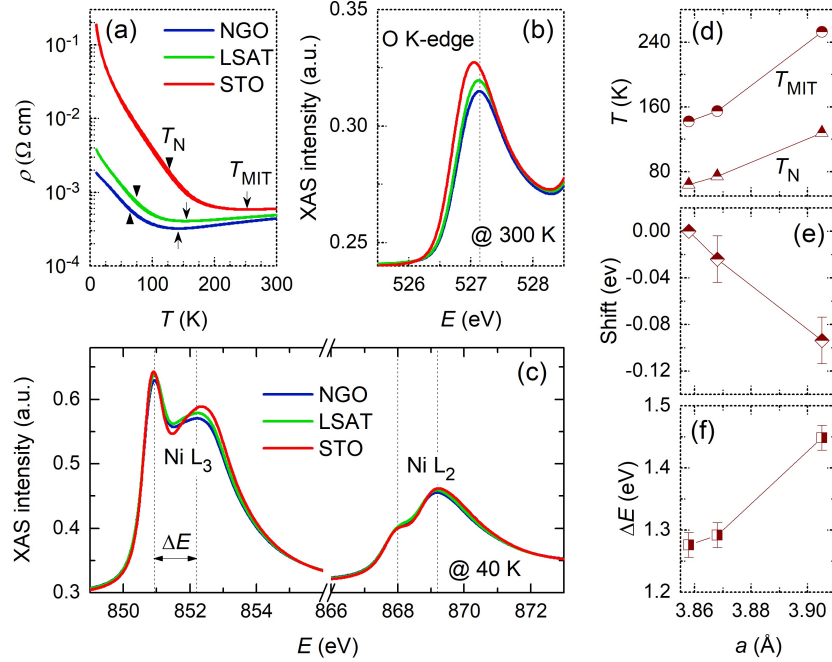 (a)
NGO
LSAT
STO
T_N
T_MIT
ρ (Ω cm)
10^-1
10^-2
10^-3
10^-4
0 100 200 300
T (K)
(b)
O K-edge
@ 300 K
XAS intensity (a.u.)
0.35
0.30
0.25
526 527 528
E (eV)
(c)
NGO
LSAT
STO
Ni L_3
Ni L_2
ΔE
@ 40 K
XAS intensity (a.u.)
0.6
0.5
0.4
0.3
850 852 854 866 868 870 872
E (eV)
(d)
T_MIT
T_N
T (K)
240
160
80
(e)
Shift (ev)
0.00
-0.04
-0.08
-0.12
(f)
ΔE (eV)
1.5
1.4
1.3
1.2
3.86 3.88 3.90
a (Å)